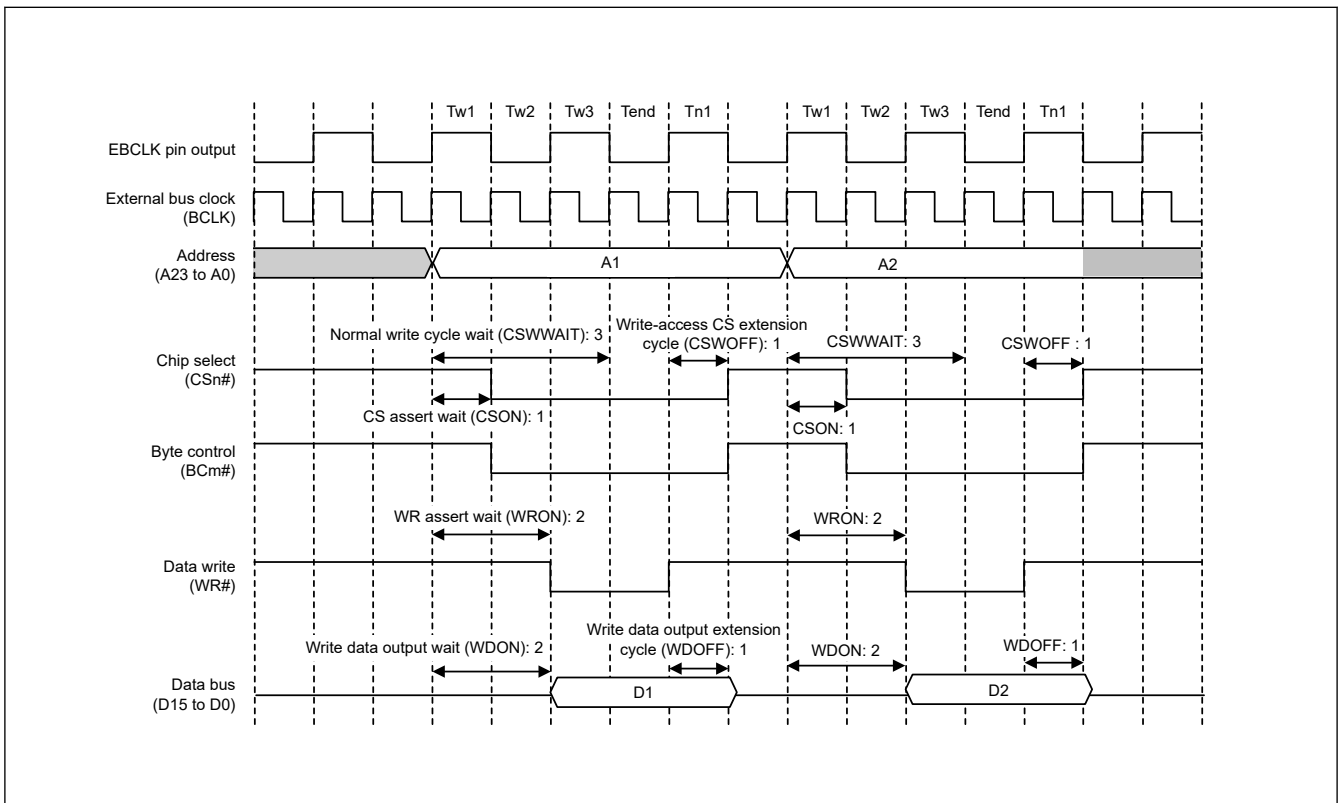 Tw1 Tw2 Tw3 Tend Tn1 Tw1 Tw2 Tw3 Tend Tn1
EBCLK pin output
External bus clock
(BCLK)
Address
(A23 to A0)
A1
A2
Normal write cycle wait (CSWWAIT): 3
Write-access CS extension
cycle (CSWOFF): 1
CSWWAIT: 3
CSWOFF : 1
Chip select
(CSn#)
CS assert wait (CSON): 1
CSON: 1
Byte control
(BCm#)
WR assert wait (WRON): 2
WRON: 2
Data write
(WR#)
Write data output wait (WDON): 2
Write data output extension
cycle (WDOFF): 1
WDON: 2
WDOFF: 1
Data bus
(D15 to D0)
D1
D2